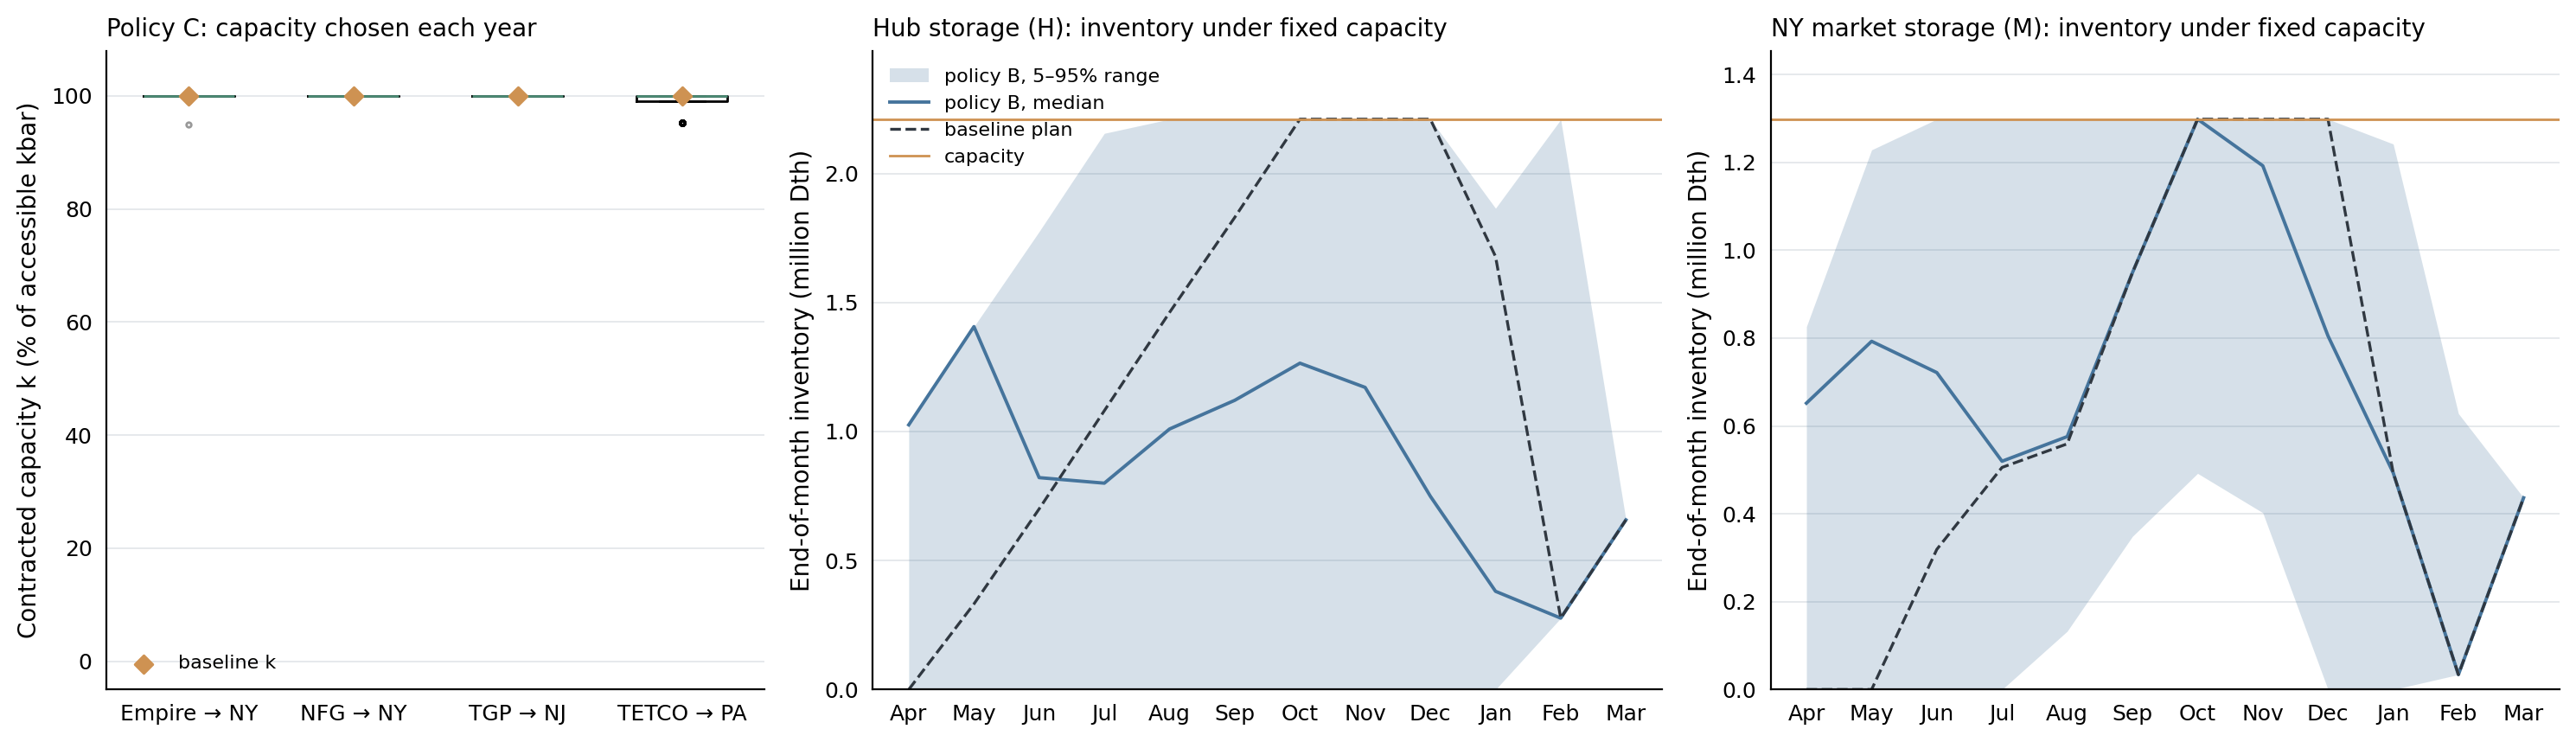 Policy C: capacity chosen each year
Contracted capacity k (% of accessible kbar)
100
80
60
40
20
0
baseline k
Empire → NY
NFG → NY
TGP → NJ
TETCO → PA
Hub storage (H): inventory under fixed capacity
End-of-month inventory (million Dth)
policy B, 5–95% range
policy B, median
baseline plan
capacity
2.0
1.5
1.0
0.5
0.0
Apr May Jun Jul Aug Sep Oct Nov Dec Jan Feb Mar
NY market storage (M): inventory under fixed capacity
End-of-month inventory (million Dth)
1.4
1.2
1.0
0.8
0.6
0.4
0.2
0.0
Apr May Jun Jul Aug Sep Oct Nov Dec Jan Feb Mar